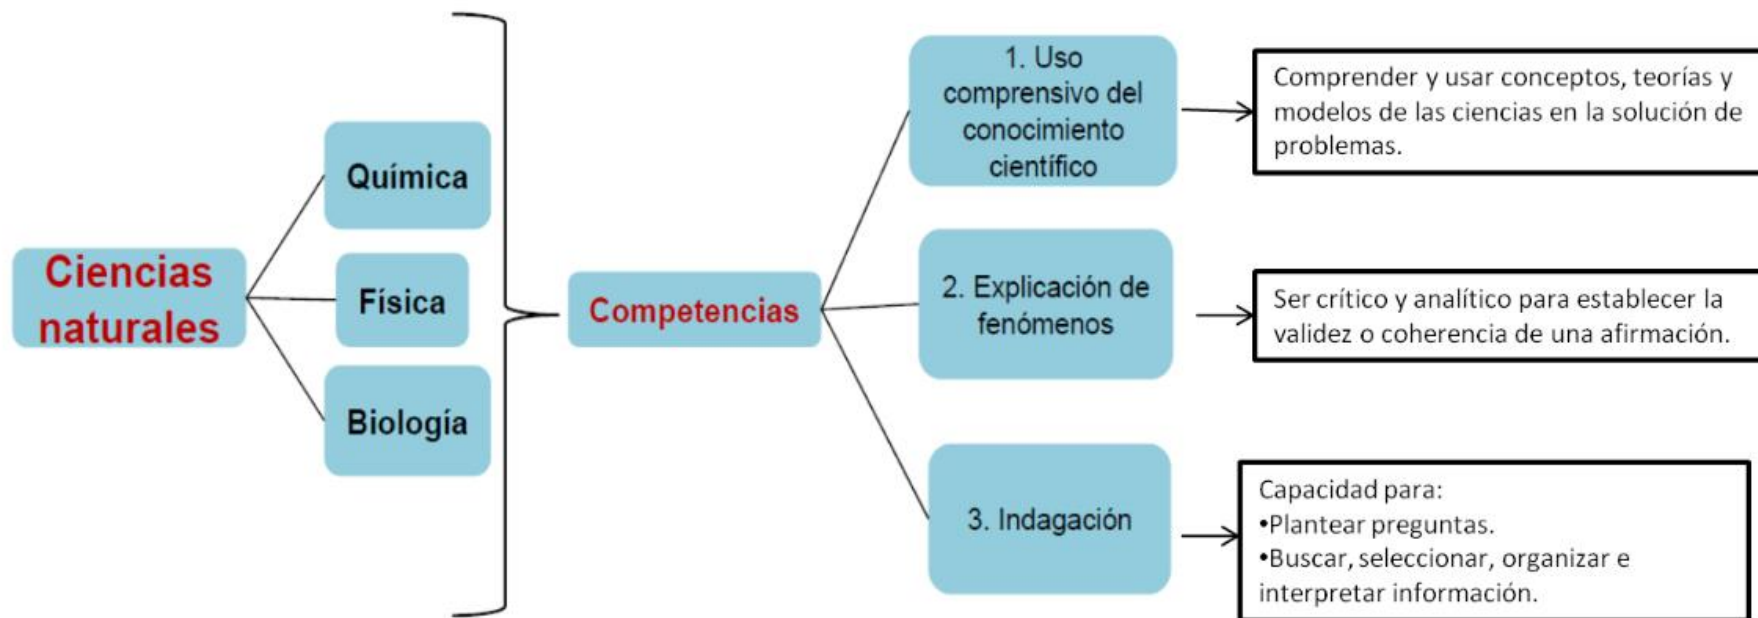 Ciencias
naturales
Química
Física
Biología
Competencias
1. Uso
comprensivo del
conocimiento
científico
Comprender y usar conceptos, teorías y
modelos de las ciencias en la solución de
problemas.
2. Explicación de
fenómenos
Ser crítico y analítico para establecer la
validez o coherencia de una afirmación.
3. Indagación
Capacidad para:
•Plantear preguntas.
•Buscar, seleccionar, organizar e
interpretar información.